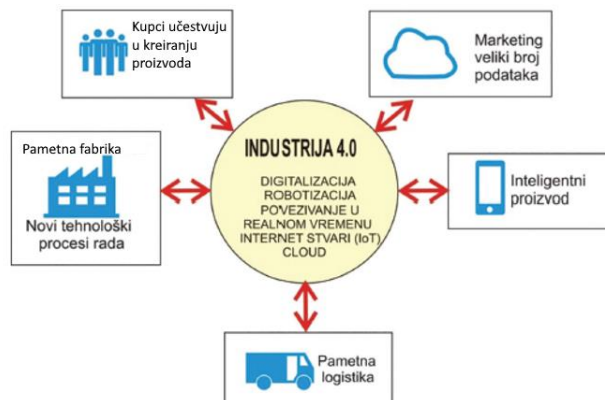 Kupci učestvuju
u kreiranju
proizvoda
Marketing
veliki broj
podataka
Pametna fabrika
Novi tehnološki
procesi rada
INDUSTRIJA 4.0
DIGITALIZACIJA
ROBOTIZACIJA
POVEZIVANJE U
REALNOM VREMENU
INTERNET STVARI (IoT)
CLOUD
Inteligentni
proizvod
Pametna
logistika